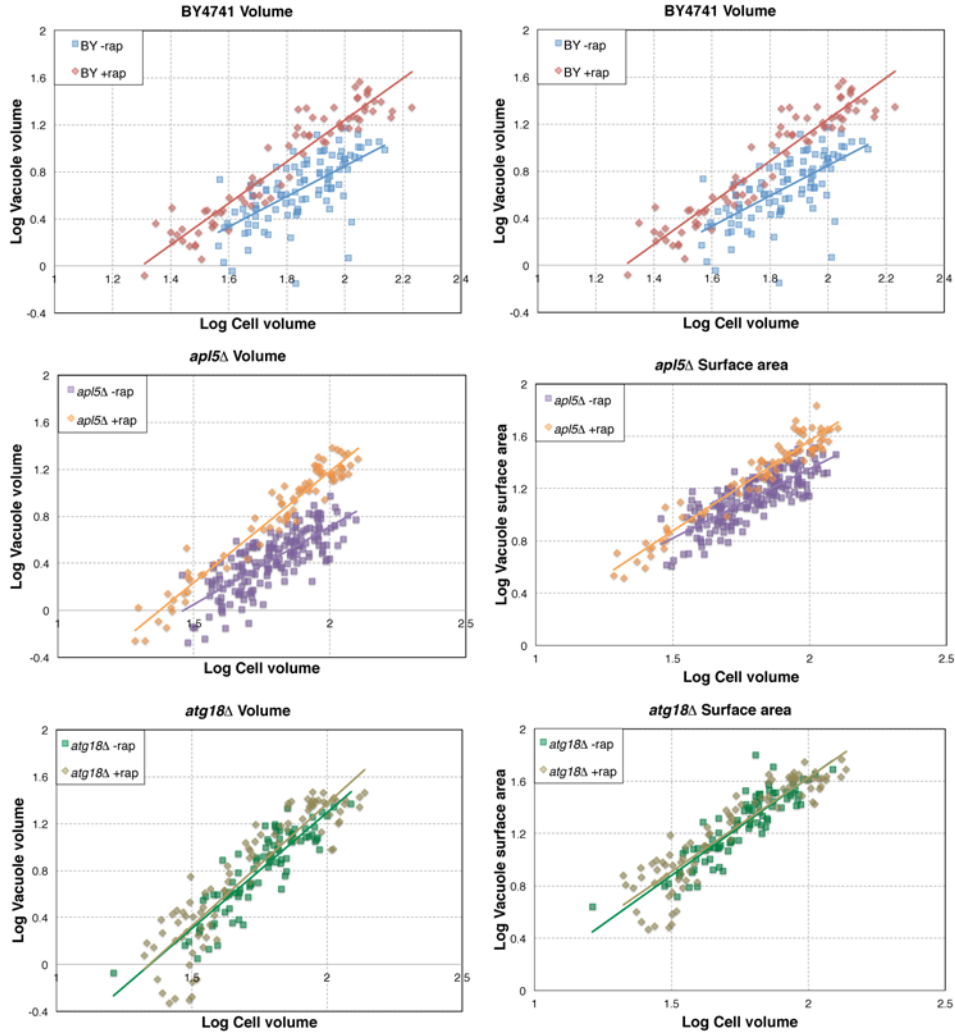 BY4741 Volume
2
1.6
1.2
0.8
0.4
0
-0.4
BY -rap
BY +rap
Log Vacuole volume
1
1.2
1.4
1.6
1.8
2
2.2
2.4
Log Cell volume
BY4741 Volume
2
1.6
1.2
0.8
0.4
0
-0.4
BY -rap
BY +rap
Log Vacuole volume
1
1.2
1.4
1.6
1.8
2
2.2
2.4
Log Cell volume
apl5Δ Volume
2
1.6
1.2
0.8
0.4
0
-0.4
apl5Δ -rap
apl5Δ +rap
Log Vacuole volume
1
1.5
2
2.5
Log Cell volume
apl5Δ Surface area
2
1.6
1.2
0.8
0.4
0
apl5Δ -rap
apl5Δ +rap
Log Vacuole surface area
1
1.5
2
2.5
Log Cell volume
atg18Δ Volume
2
1.6
1.2
0.8
0.4
0
-0.4
atg18Δ -rap
atg18Δ +rap
Log Vacuole volume
1
1.5
2
2.5
Log Cell volume
atg18Δ Surface area
2
1.6
1.2
0.8
0.4
0
atg18Δ -rap
atg18Δ +rap
Log Vacuole surface area
1
1.5
2
2.5
Log Cell volume